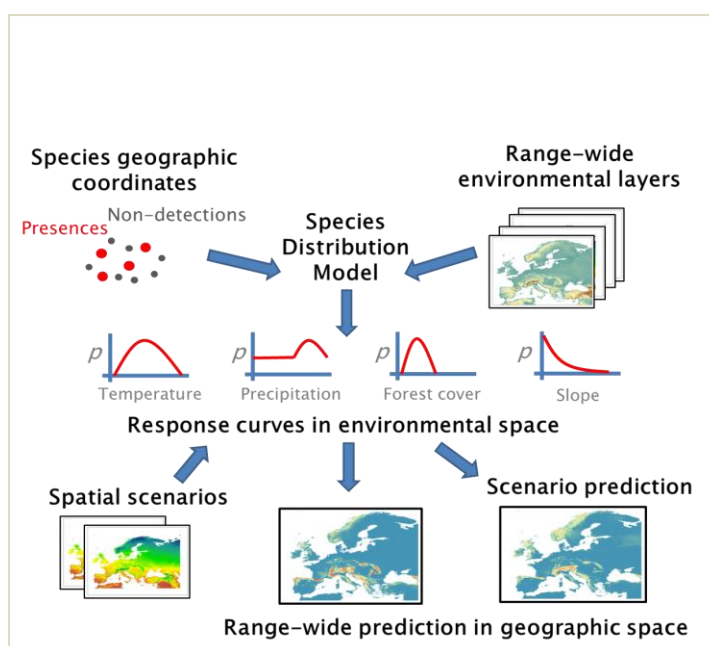 Species geographic
coordinates
Non-detections
Presences
Species
Distribution
Model
Range-wide
environmental layers
p
Temperature
p
Precipitation
p
Forest cover
p
Slope
Response curves in environmental space
Spatial scenarios
Scenario prediction
Range-wide prediction in geographic space